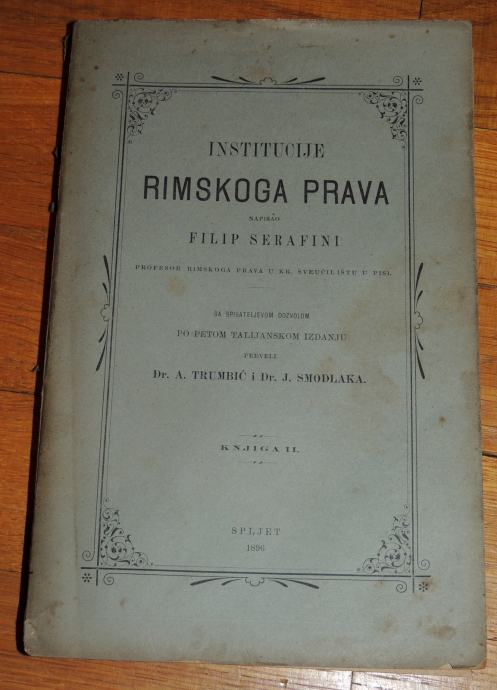 INSTITUCIJE
RIMSKOGA PRAVA
NAPISAO
FILIP SERAFINI
PROFESOR RIMSKOGA PRAVA U KR. SVEUČILIŠTU U PISI.
SA SPISATELJEVOM DOZVOLOM
PO PETOM TALIJANSKOM IZDANJU
PREVELI
Dr. A. TRUMBIĆ i Dr. J. SMODLAKA.
KNJIGA II.
SPLJET
1896